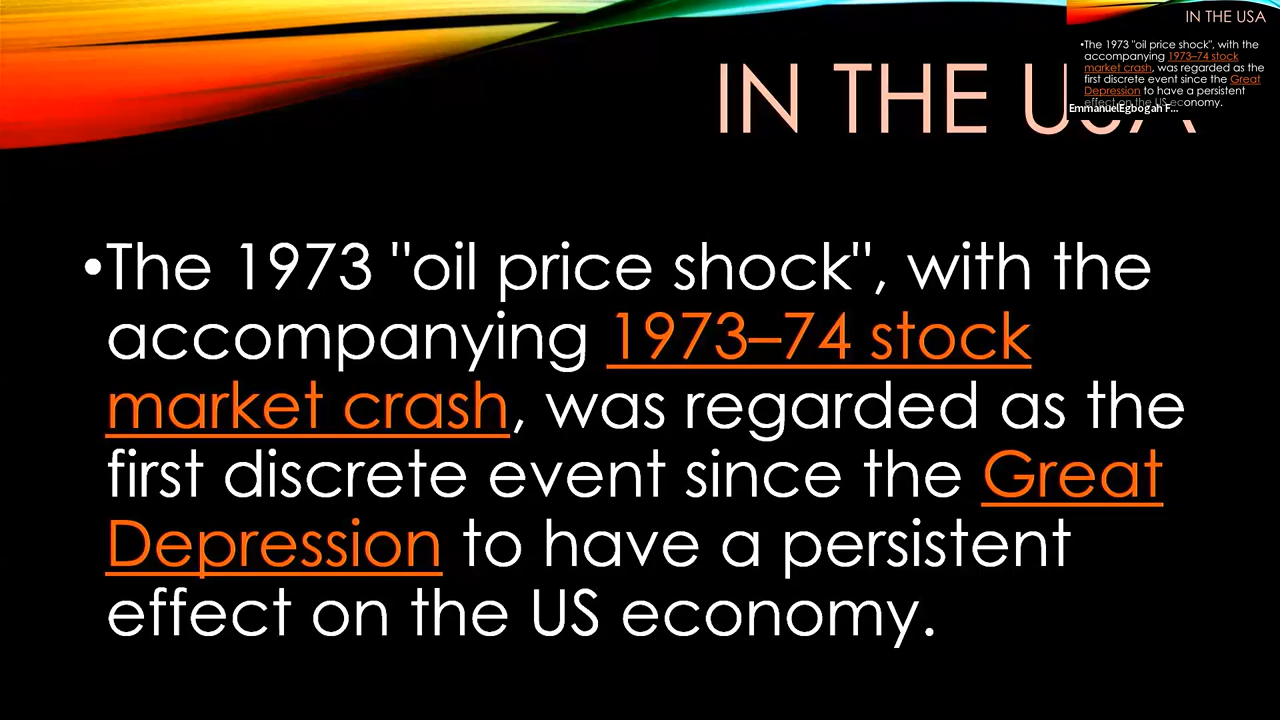 IN THE USA
•The 1973 "oil price shock", with the
accompanying 1973–74 stock
market crash, was regarded as the
first discrete event since the Great
Depression to have a persistent
effect on the US economy.
IN THE USA
•The 1973 "oil price shock", with the
accompanying 1973–74 stock
market crash, was regarded as the
first discrete event since the Great
Depression to have a persistent
effect on the US economy.
EmmanuelEgbogah F...